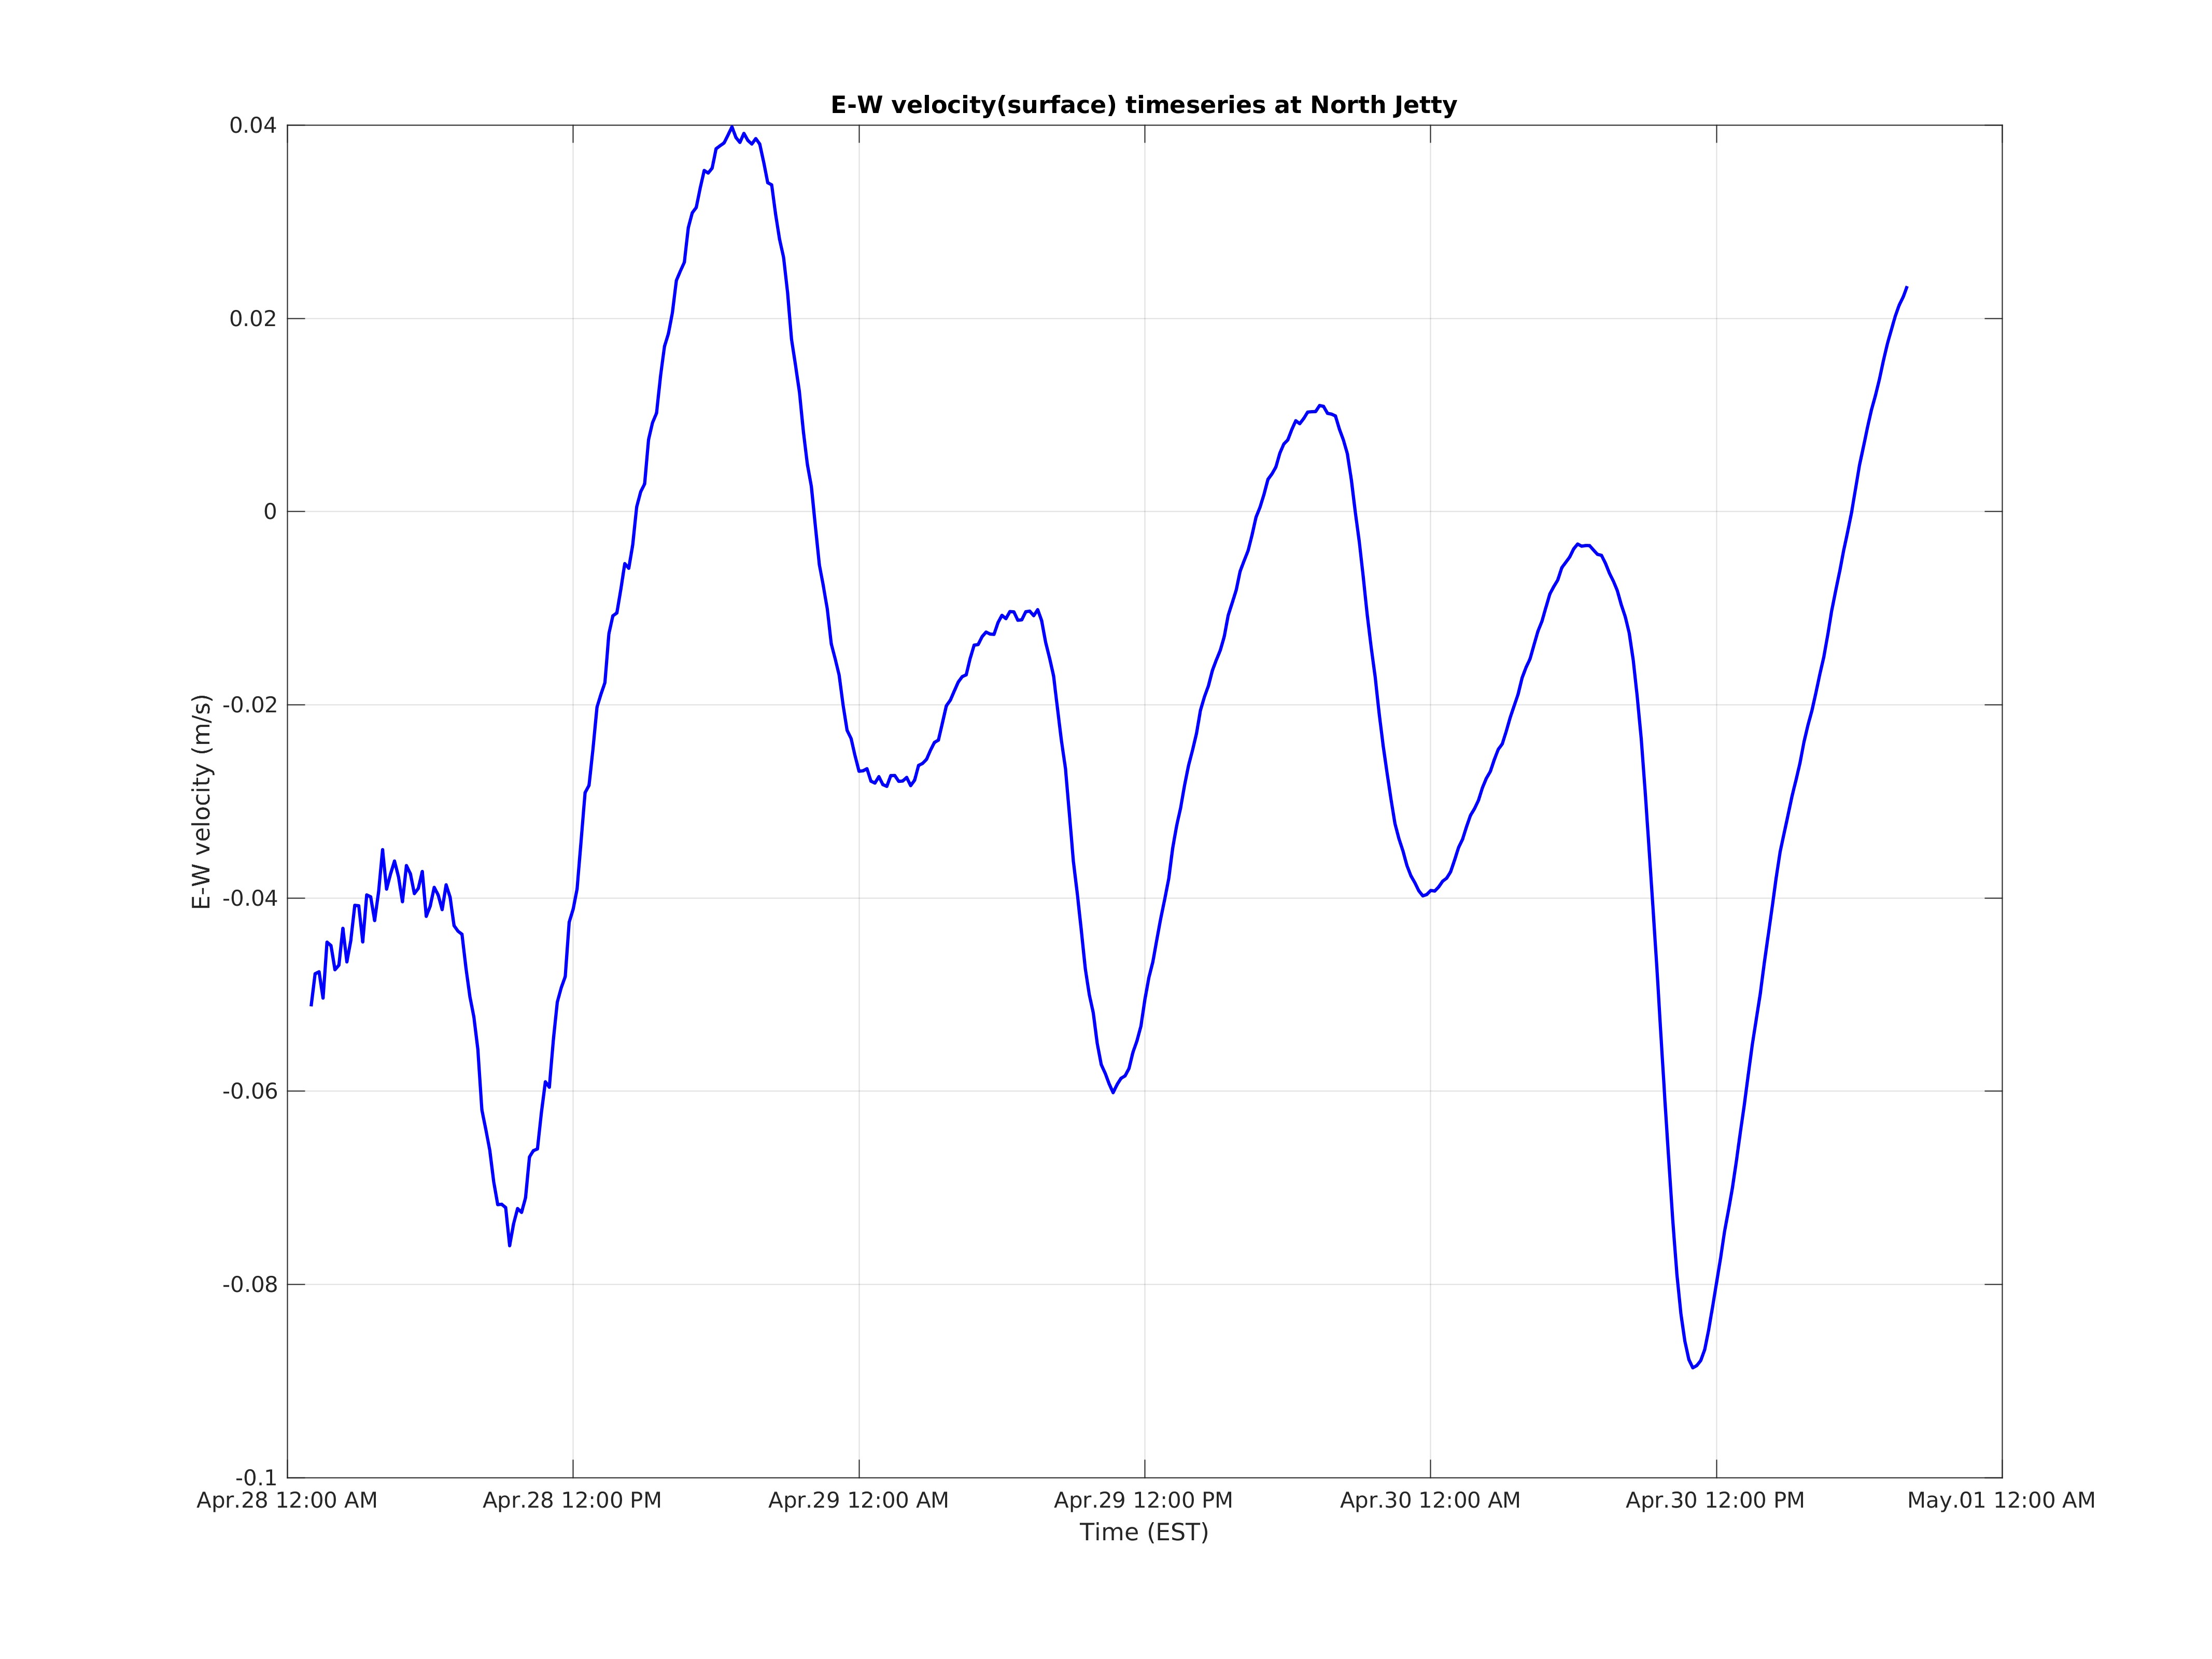 E-W velocity(surface) timeseries at North Jetty
0.04
0.02
0
-0.02
-0.04
-0.06
-0.08
-0.1
E-W velocity (m/s)
Apr.28 12:00 AM
Apr.28 12:00 PM
Apr.29 12:00 AM
Apr.29 12:00 PM
Apr.30 12:00 AM
Apr.30 12:00 PM
May.01 12:00 AM
Time (EST)